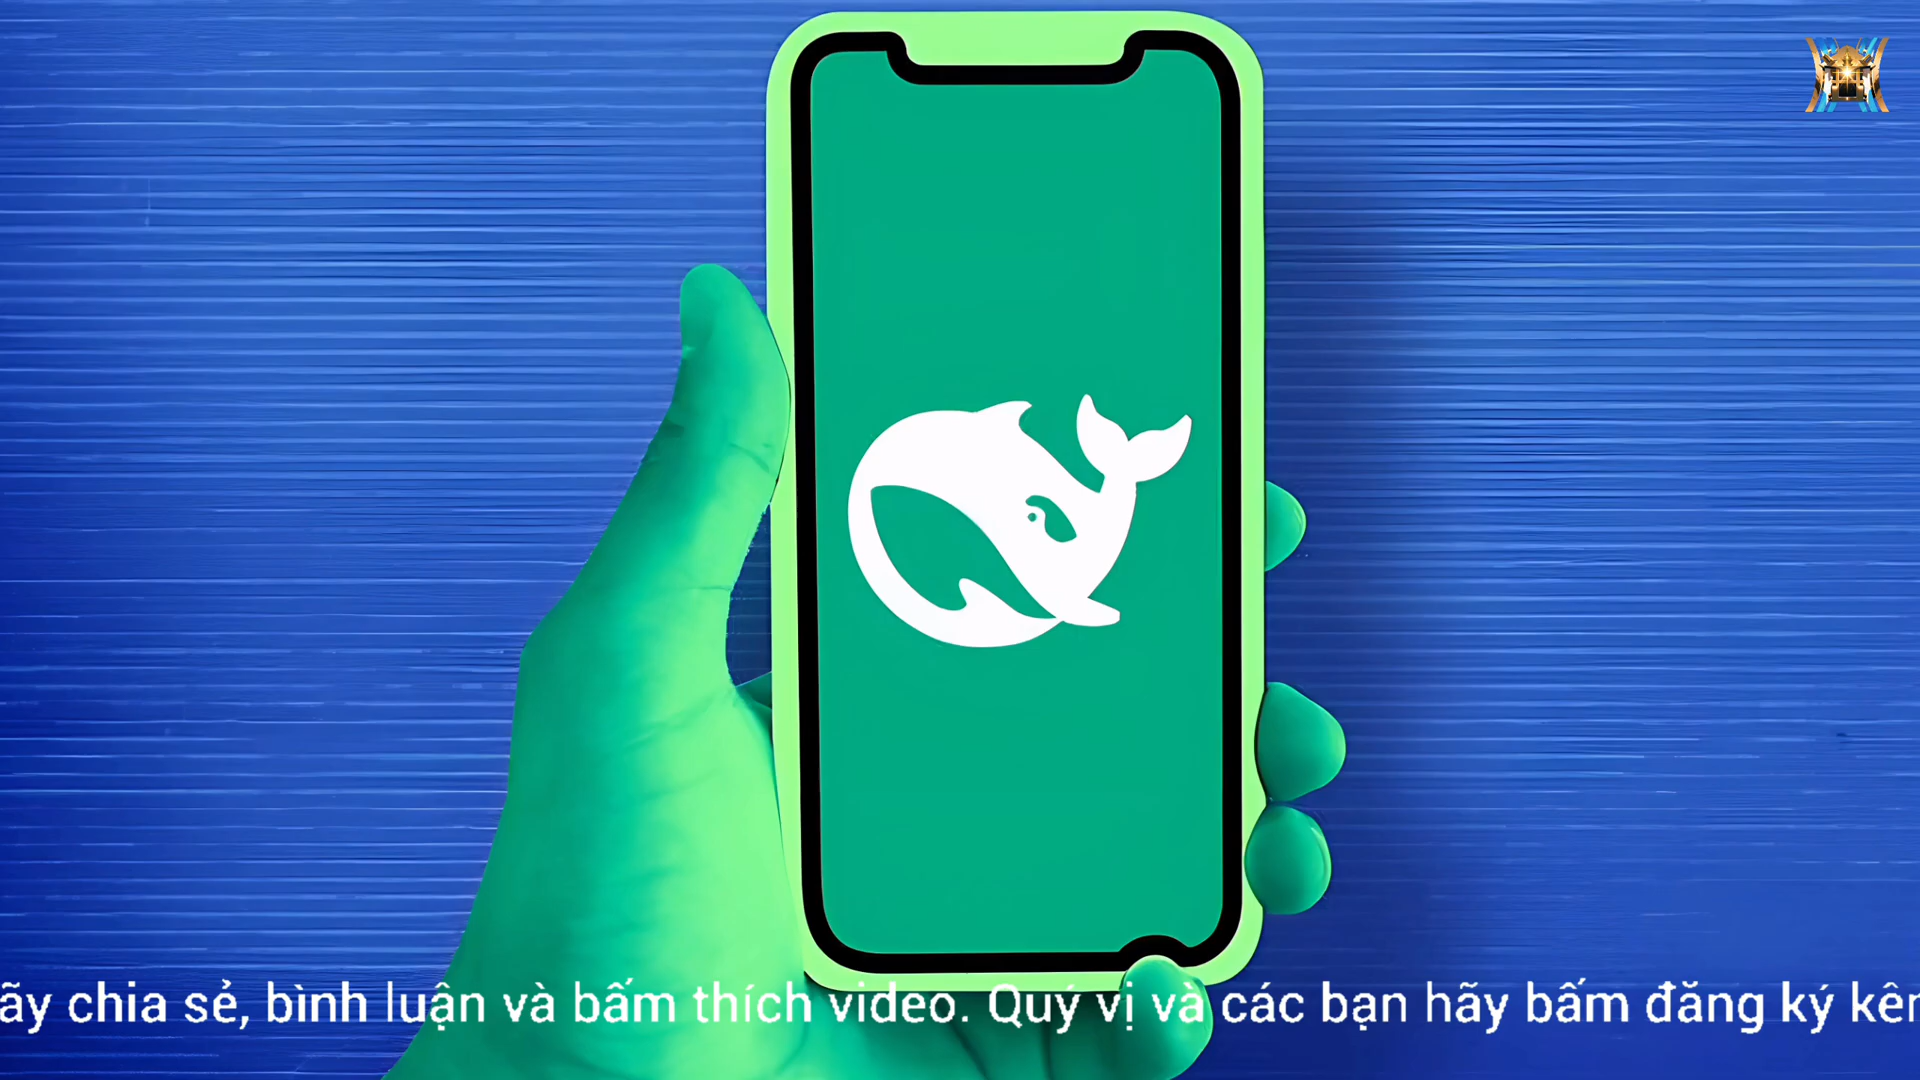 ãy chia sẻ, bình luận và bấm thích video. Quý vị và các bạn hãy bấm đăng ký kên